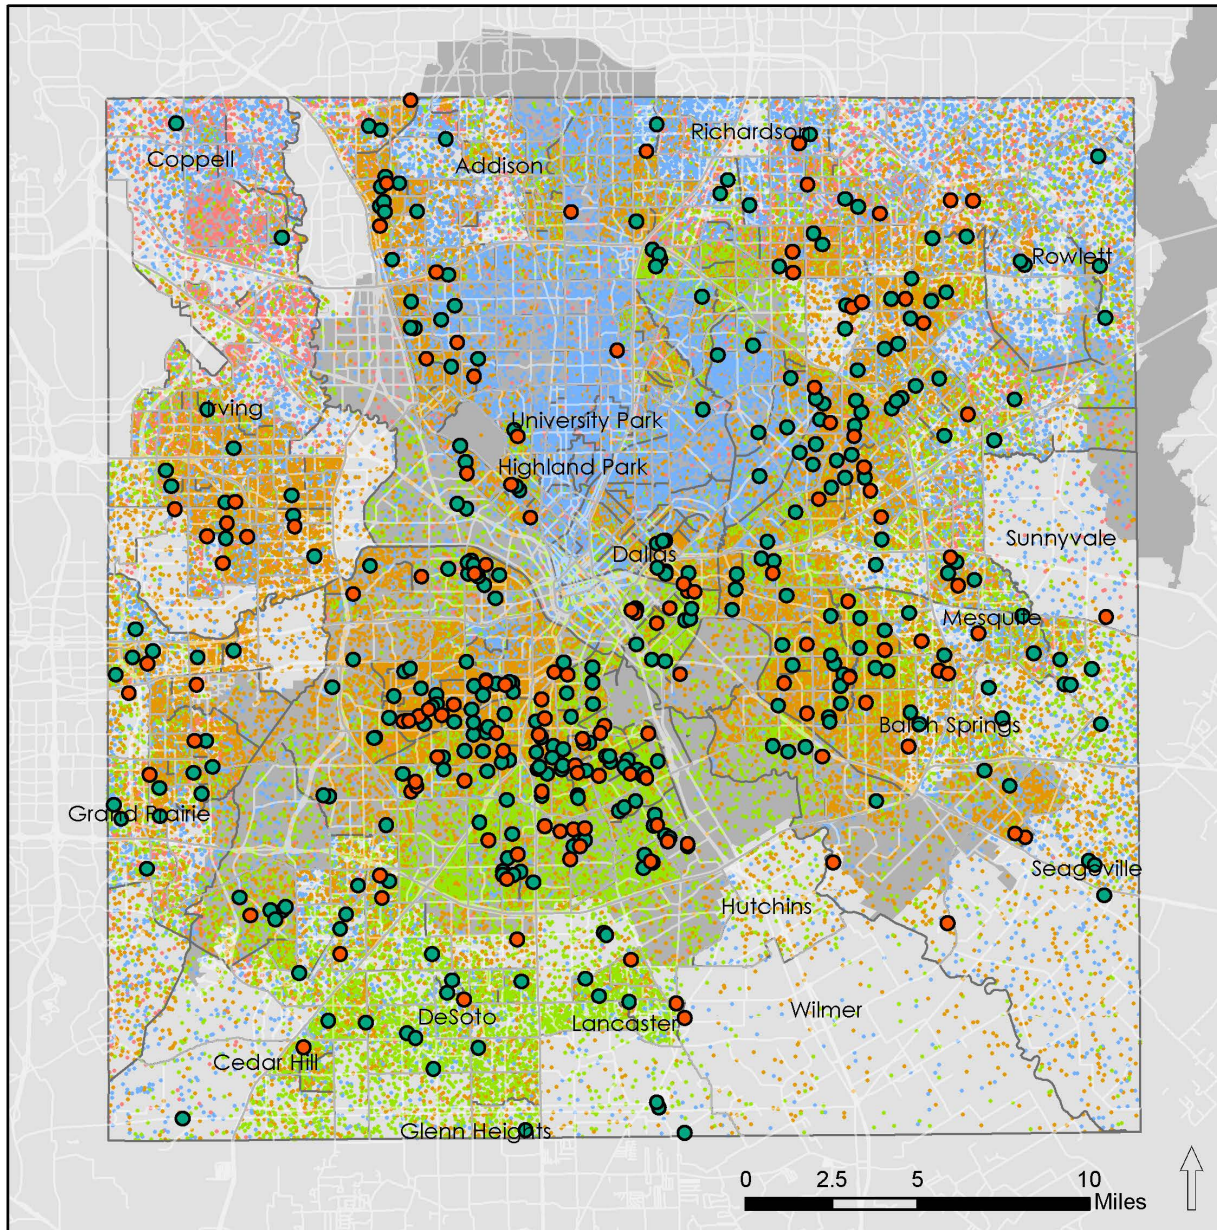 Richardson
Coppell
Addison
Rowlett
Irving
University Park
Highland Park
Sunnyvale
Dallas
Mesquite
Balch Springs
Grand Prairie
Seagoville
Hutchins
Wilmer
DeSoto
Lancaster
Cedar Hill
Glenn Heights
0 2.5 5 10
Miles